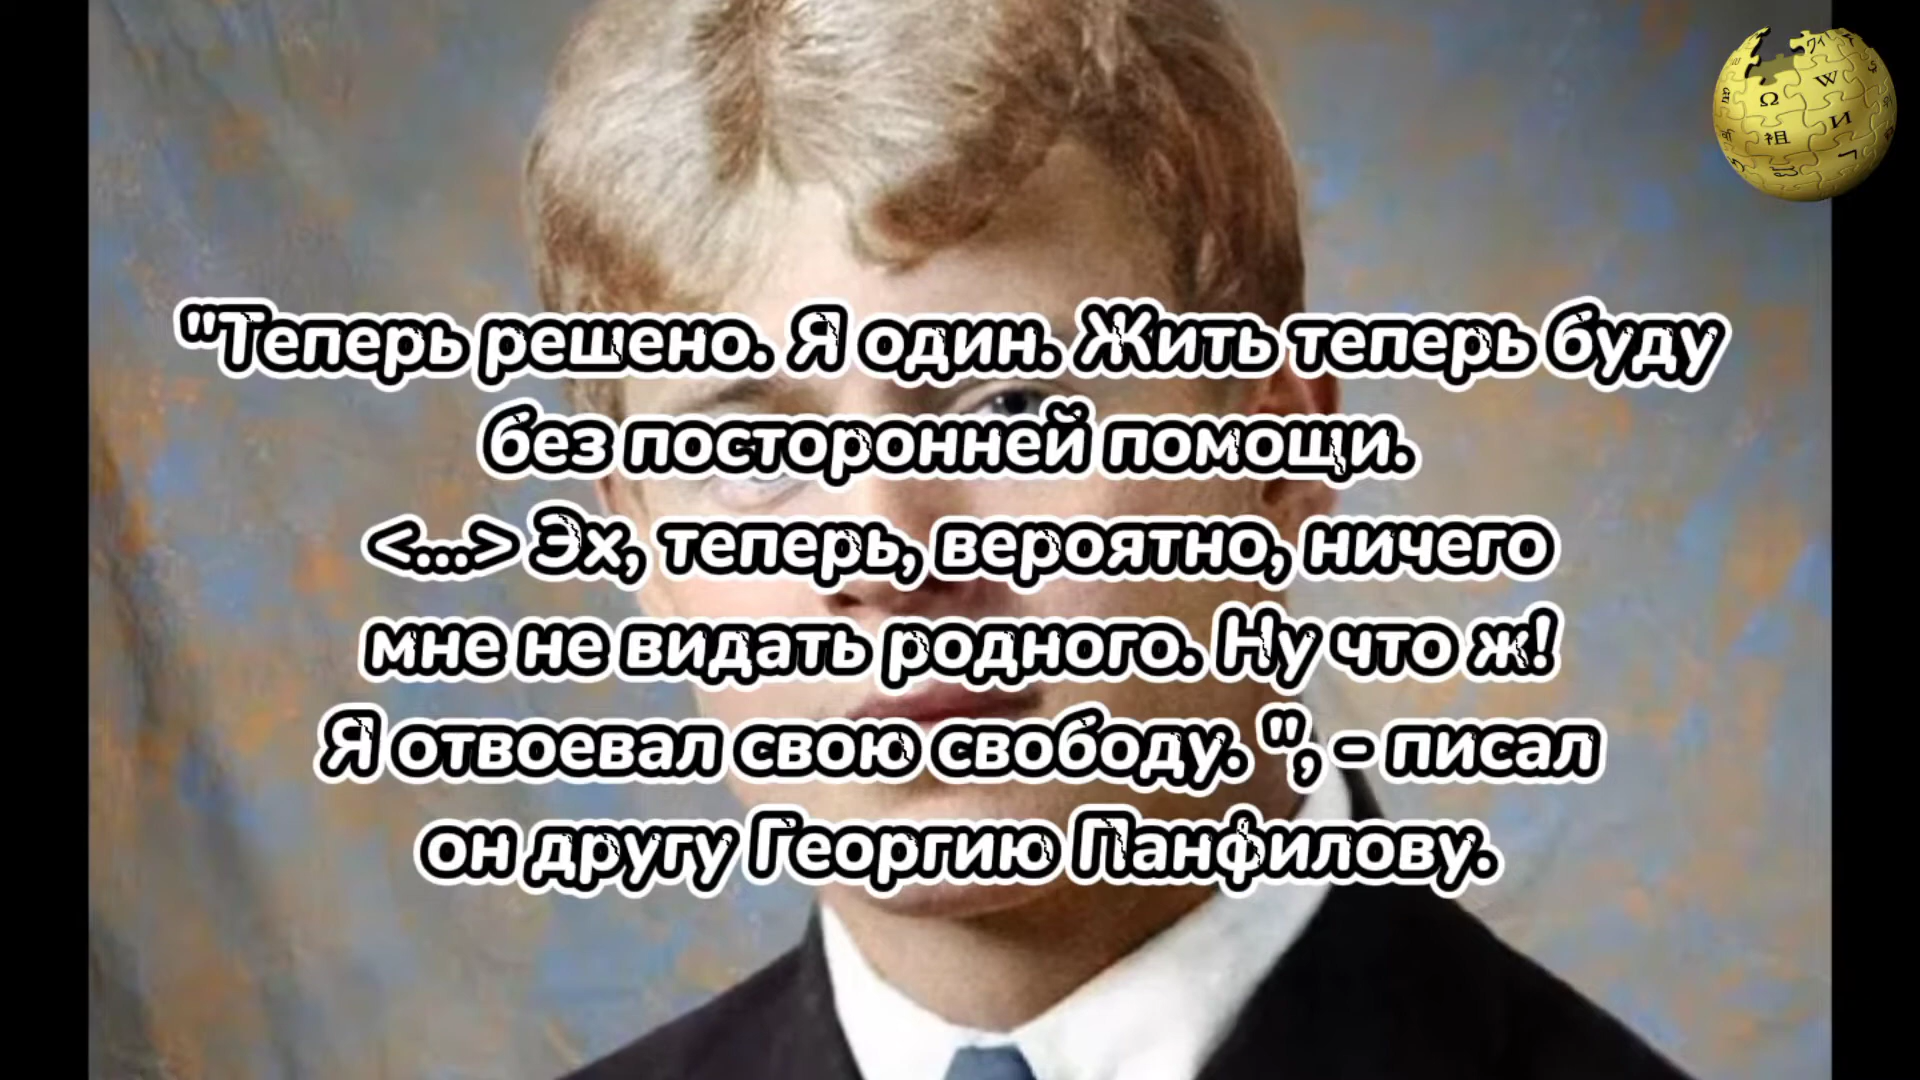 "Теперь решено. Я один. Жить теперь буду
без посторонней помощи.
<...> Эх, теперь, вероятно, ничего
мне не видать родного. Ну что ж!
Я отвоевал свою свободу. ", - писал
он другу Георгию Панфилову.